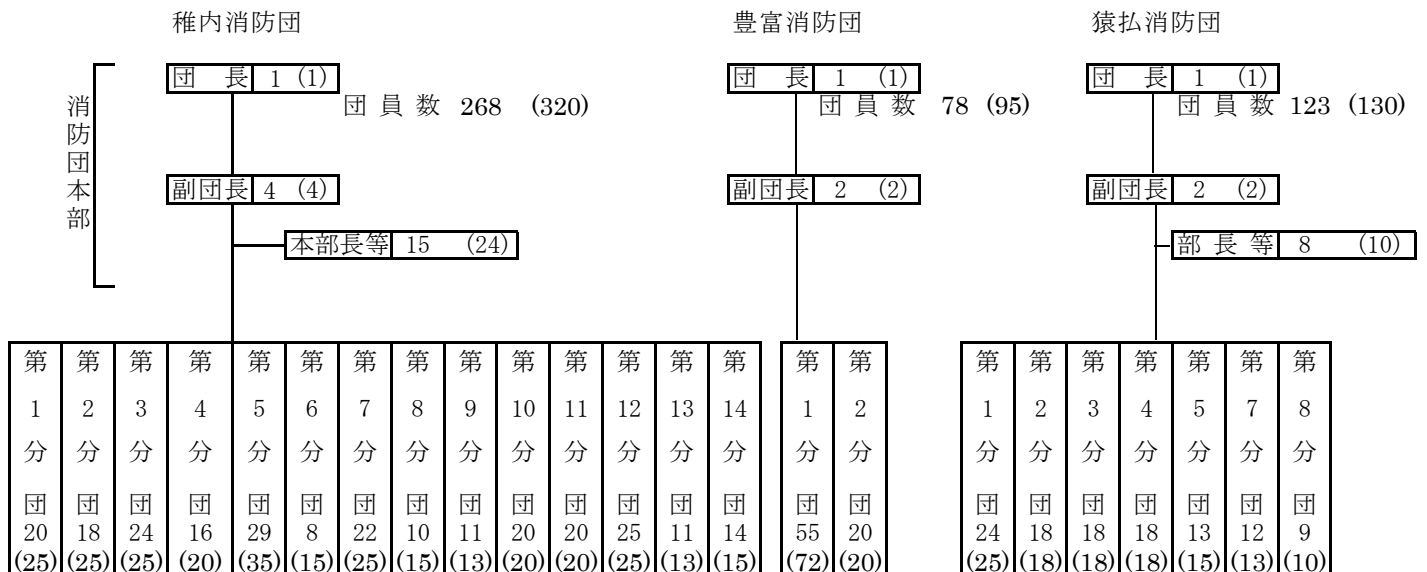 稚内消防団 豊富消防団 猿払消防団
団 長 1 (1) 団 長 1 (1) 団 長 1 (1)
団員数 268 (320) 団員数 78 (95) 団員数 123 (130)
消防団本部
副団長 4 (4) 副団長 2 (2) 副団長 2 (2)
本部長等 15 (24) 部長等 8 (10)
第1分団 20 (25)
第2分団 18 (25)
第3分団 24 (25)
第4分団 16 (20)
第5分団 29 (35)
第6分団 8 (15)
第7分団 22 (25)
第8分団 10 (15)
第9分団 11 (13)
第10分団 20 (20)
第11分団 20 (20)
第12分団 25 (25)
第13分団 11 (13)
第14分団 14 (15)
第1分団 55 (72)
第2分団 20 (20)
第1分団 24 (25)
第2分団 18 (18)
第3分団 18 (18)
第4分団 18 (18)
第5分団 13 (15)
第7分団 12 (13)
第8分団 9 (10)